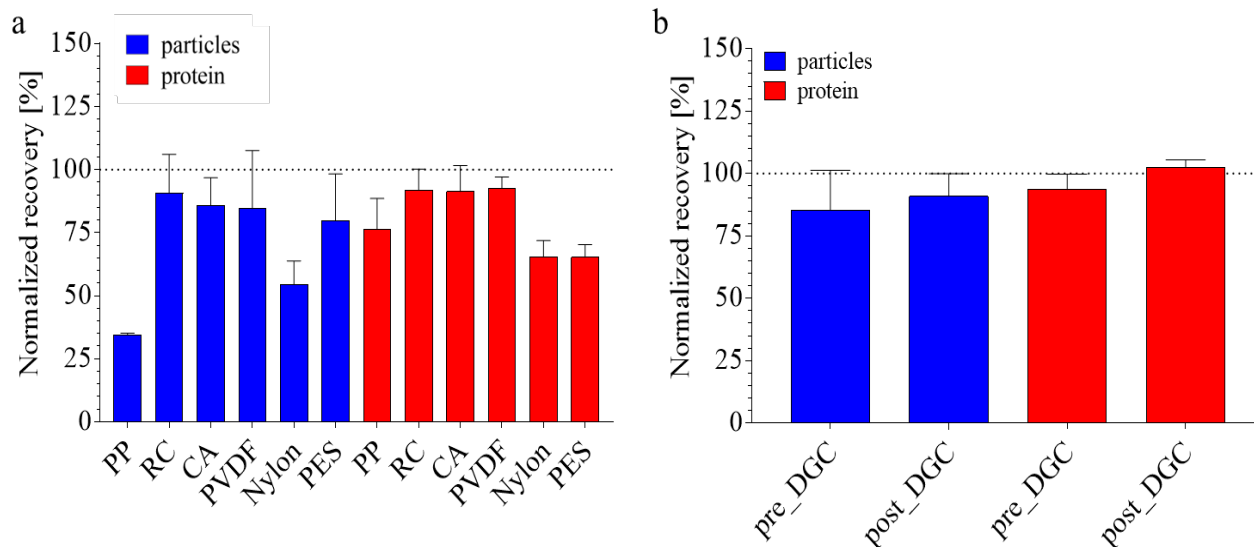 a
Normalized recovery [%]
150
125
100
75
50
25
0
particles
protein
PP
RC
CA
PVDF
Nylon
PES
PP
RC
CA
PVDF
Nylon
PES
b
Normalized recovery [%]
150
125
100
75
50
25
0
particles
protein
pre_DGC
post_DGC
pre_DGC
post_DGC